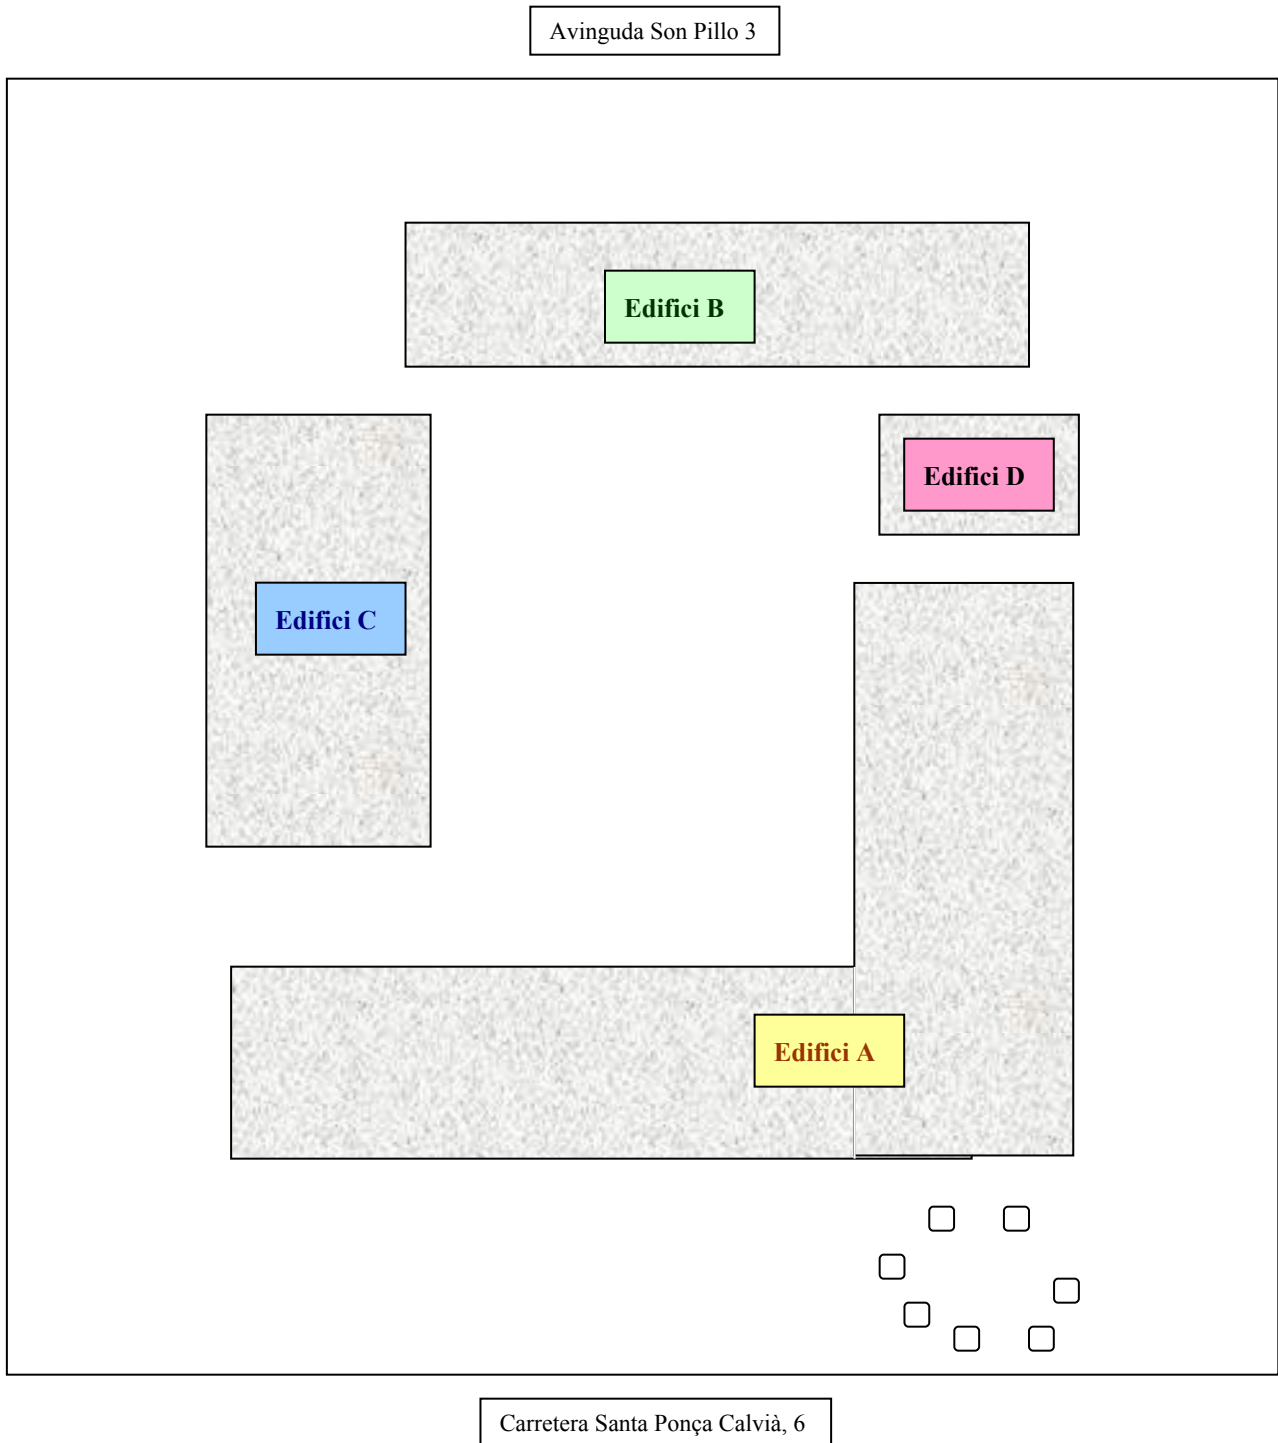 Avinguda Son Pillo 3
Edifici B
Edifici D
Edifici C
Edifici A
Carretera Santa Ponça Calvià, 6